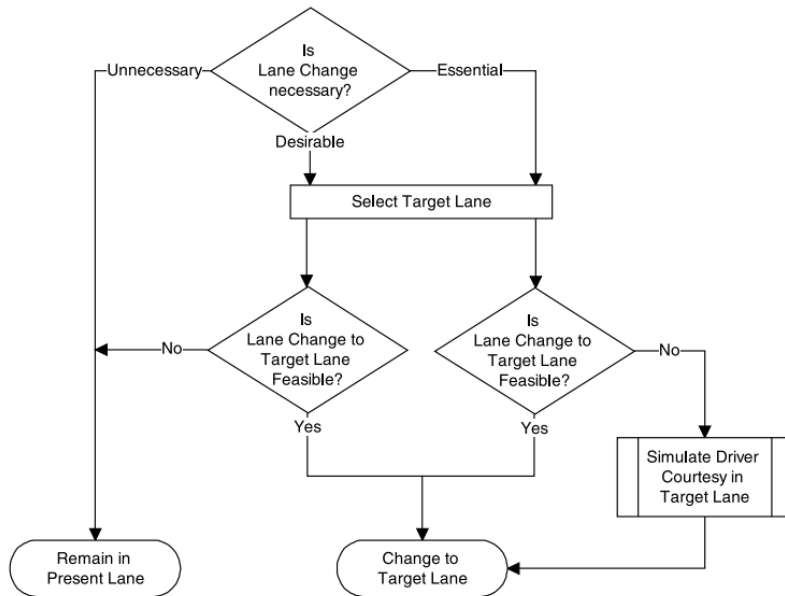 Is
Lane Change
necessary?
Unnecessary
Essential
Desirable
Select Target Lane
Is
Lane Change to
Target Lane
Feasible?
No
Yes
Is
Lane Change to
Target Lane
Feasible?
No
Yes
Simulate Driver
Courtesy in
Target Lane
Remain in
Present Lane
Change to
Target Lane